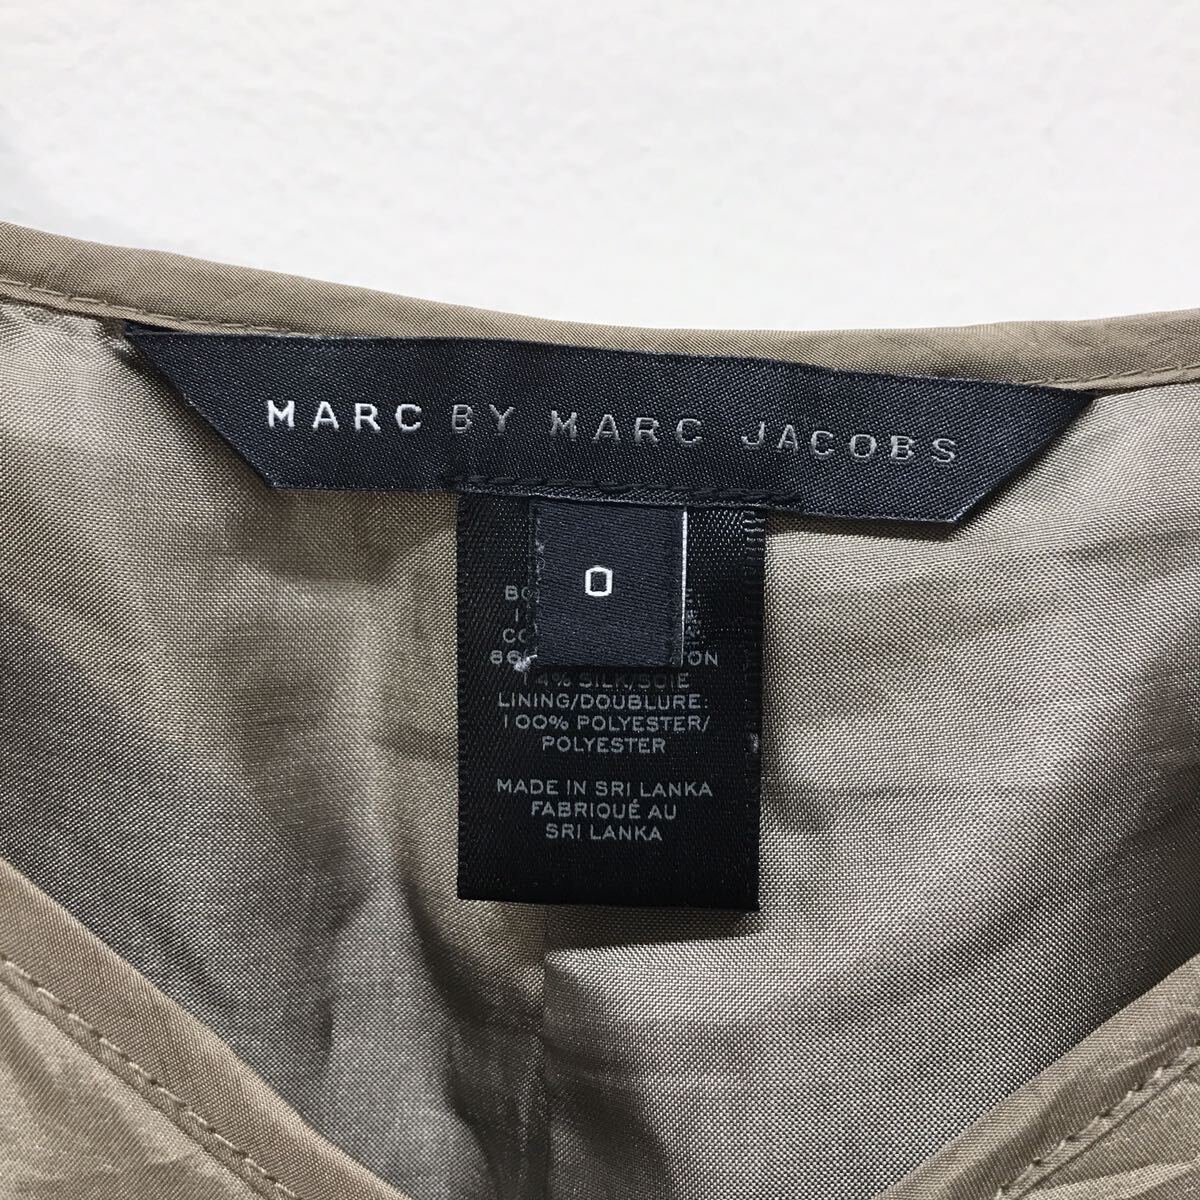 MARC BY MARC JACOBS
0
14% SILK/SOIE
LINING/DOUBLURE:
100% POLYESTER/
POLYESTER
MADE IN SRI LANKA
FABRIQUÉ AU
SRI LANKA